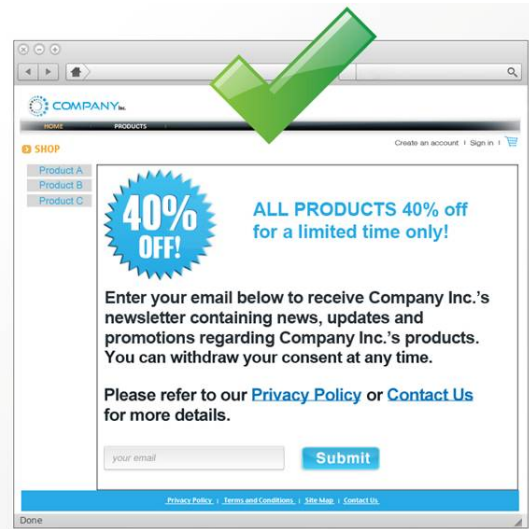 COMPANY Inc.
HOME PRODUCTS
Create an account | Sign in |
SHOP
Product A
Product B
Product C
40%
OFF!
ALL PRODUCTS 40% off
for a limited time only!
Enter your email below to receive Company Inc.'s
newsletter containing news, updates and
promotions regarding Company Inc.'s products.
You can withdraw your consent at any time.
Please refer to our Privacy Policy or Contact Us
for more details.
your email
Submit
Privacy Policy | Terms and Conditions | Site Map | Contact Us
Done